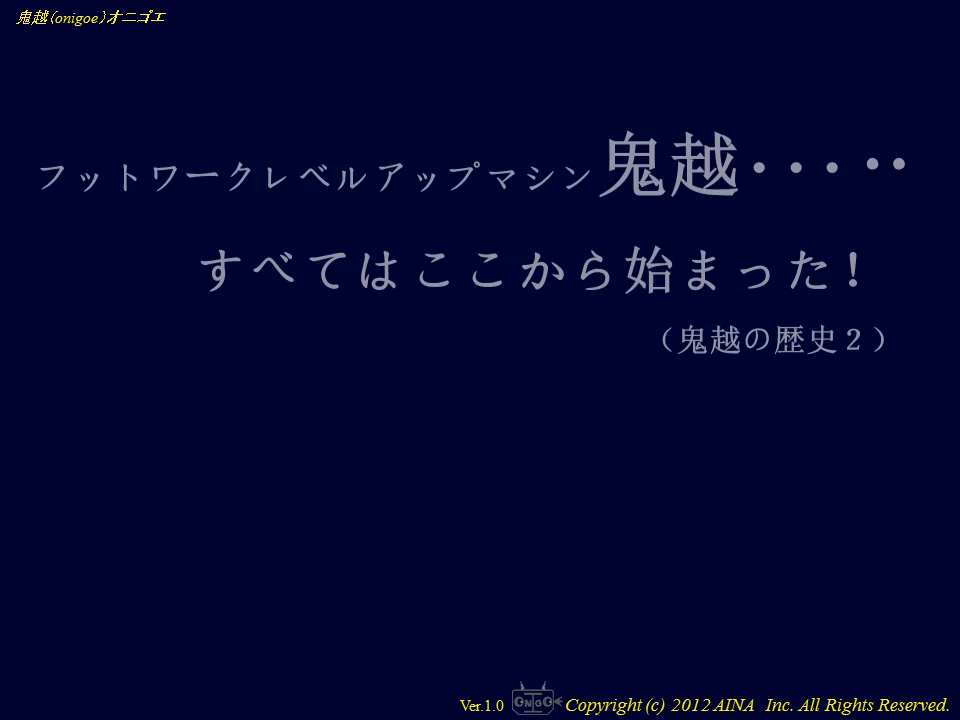 鬼越（onigoe）オニゴエ
フットワークレベルアップマシン鬼越・・・・・
すべてはここから始まった！
（鬼越の歴史２）
Ver.1.0 ONIGO Copyright (c) 2012 AINA Inc. All Rights Reserved.